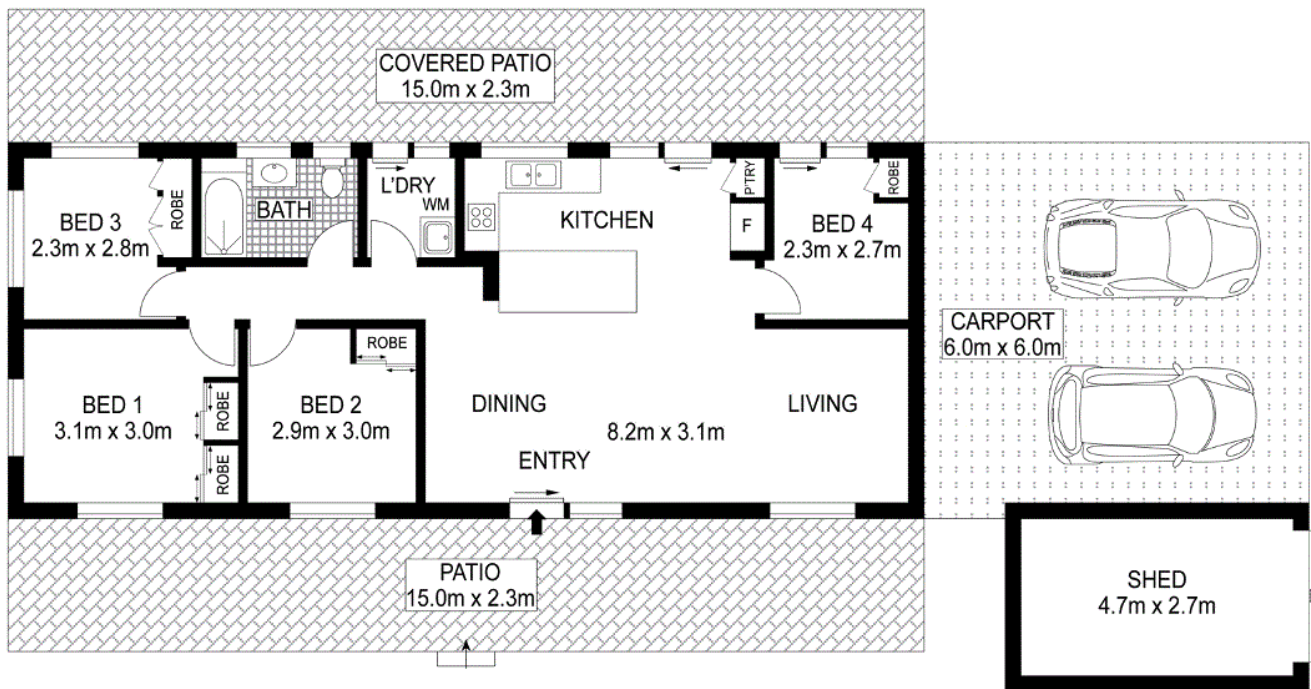 COVERED PATIO
15.0m x 2.3m
BED 3
2.3m x 2.8m
ROBE
BATH
L'DRY
WM
KITCHEN
P'TRY
F
ROBE
BED 4
2.3m x 2.7m
CARPORT
6.0m x 6.0m
BED 1
3.1m x 3.0m
ROBE
ROBE
ROBE
BED 2
2.9m x 3.0m
DINING
LIVING
8.2m x 3.1m
ENTRY
PATIO
15.0m x 2.3m
SHED
4.7m x 2.7m